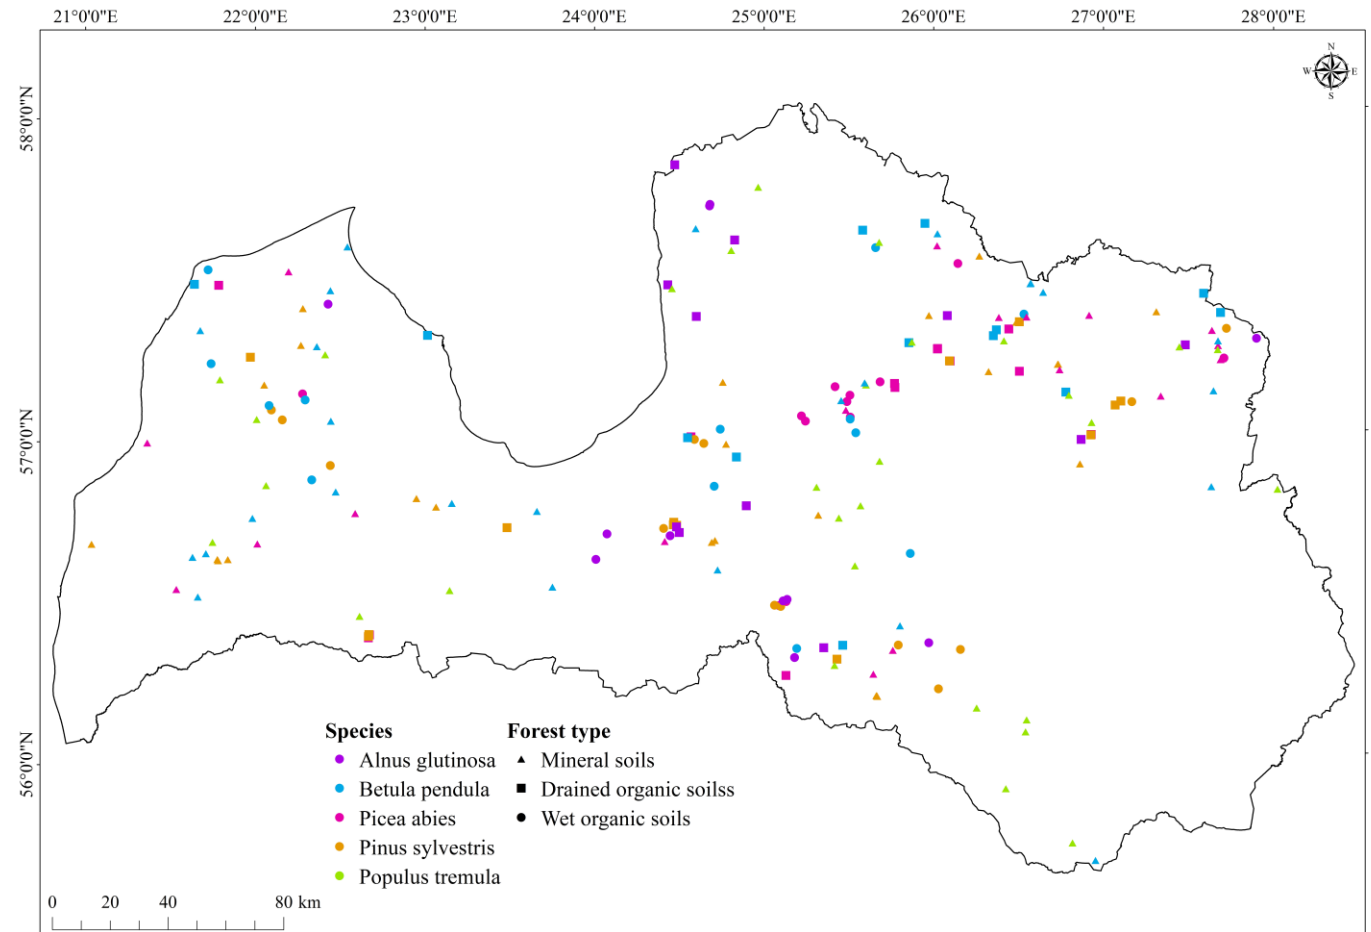 21°0'0"E 22°0'0"E 23°0'0"E 24°0'0"E 25°0'0"E 26°0'0"E 27°0'0"E 28°0'0"E
N
W E
S
58°0'0"N
57°0'0"N
56°0'0"N
Species Forest type
Alnus glutinosa Mineral soils
Betula pendula Drained organic soilss
Picea abies Wet organic soils
Pinus sylvestris
Populus tremula
0 20 40 80 km